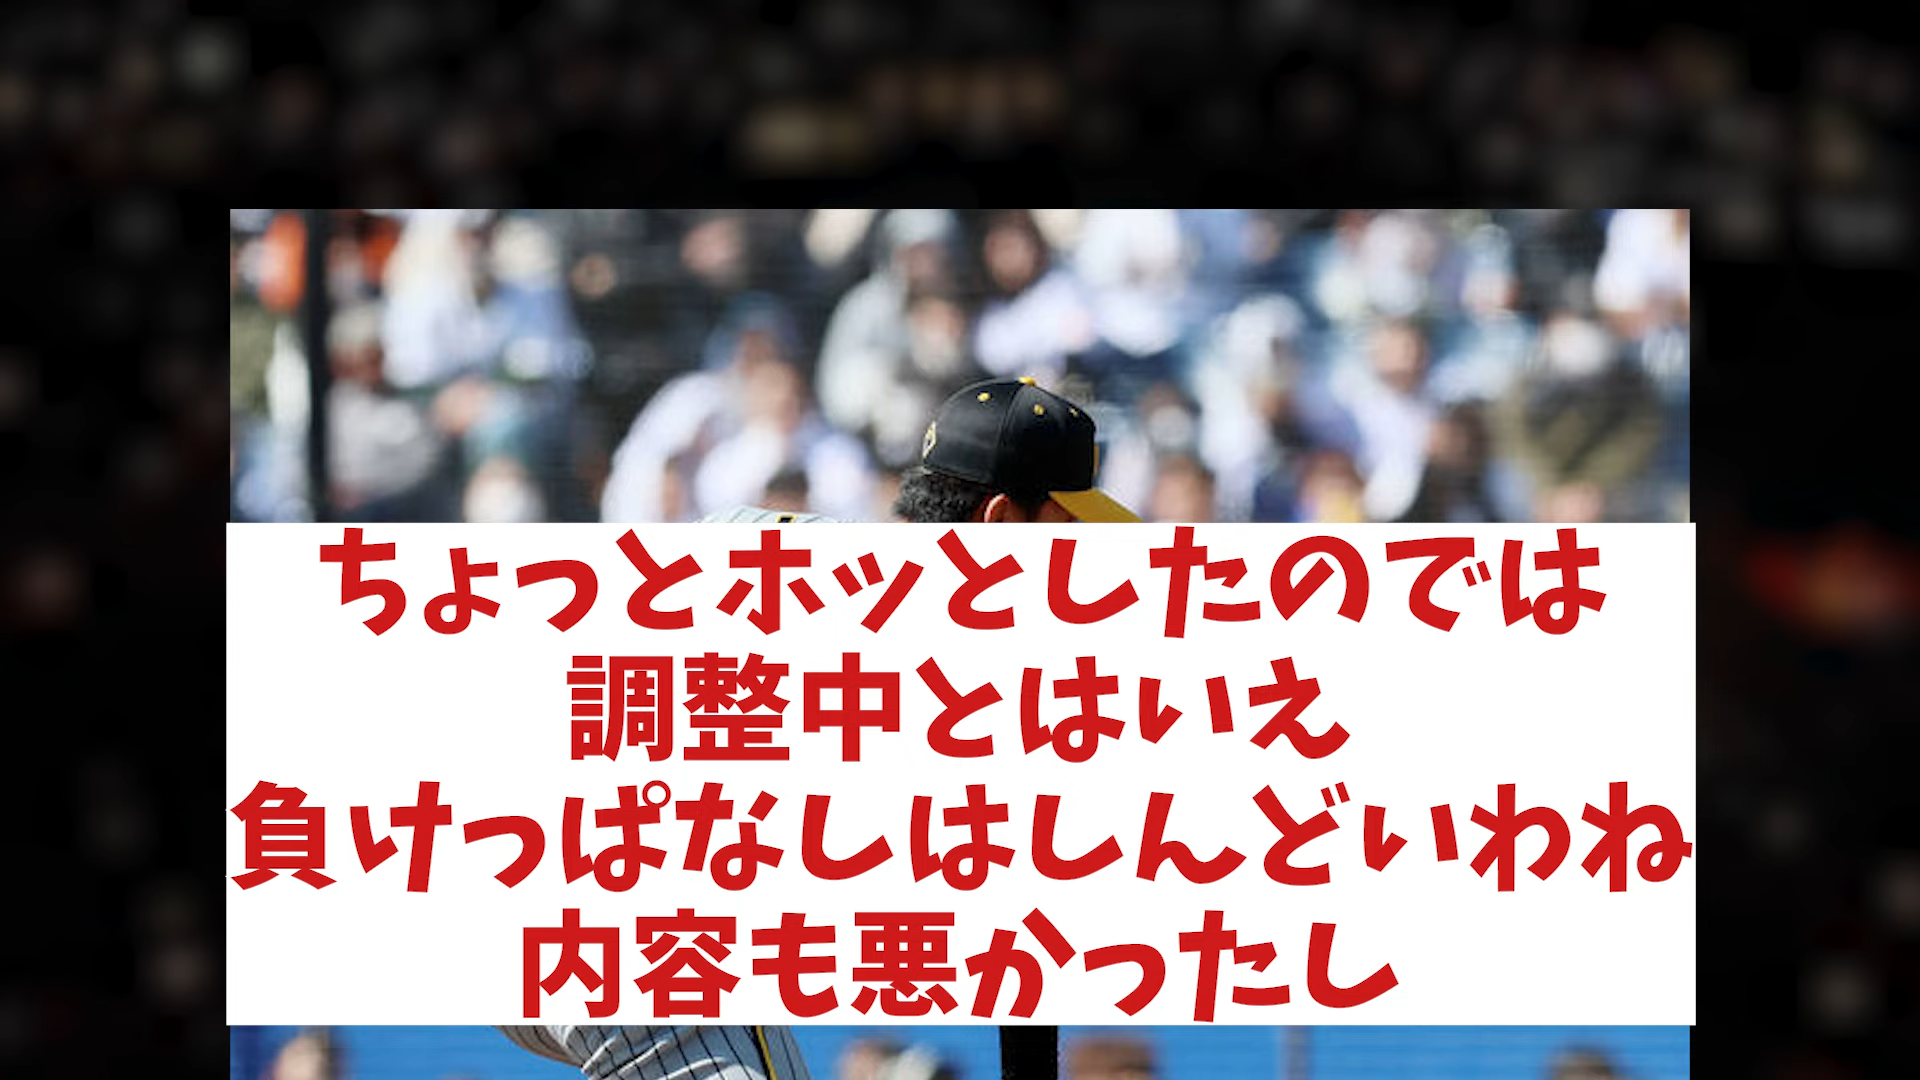 ちょっとホッとしたのでは
調整中とはいえ
負けっぱなしはしんどいわね
内容も悪かったし